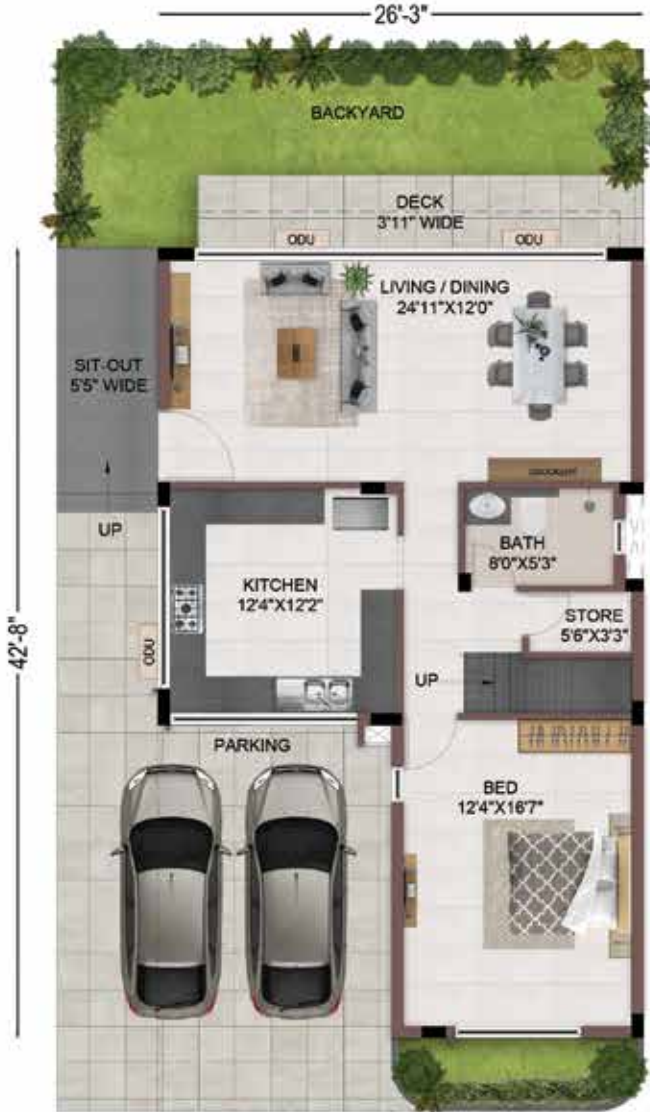 26'-3"
BACKYARD
DECK
3'11" WIDE
ODU
ODU
LIVING / DINING
24'11"X12'0"
SIT-OUT
5'5" WIDE
UP
BATH
8'0"X5'3"
KITCHEN
12'4"X12'2"
STORE
5'6"X3'3"
42'-8"
ODU
UP
PARKING
BED
12'4"X16'7"